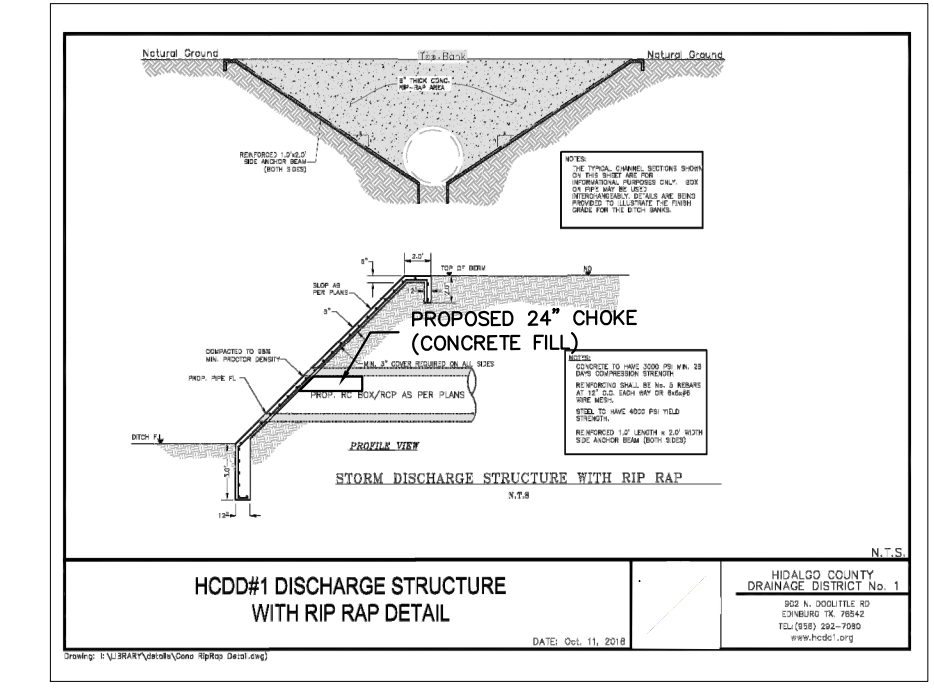 Natural Ground
Top Bank
Natural Ground
THICK CONC.
RIP-RAP AREA
REINFORCED 1.0'x2.0'
SIDE ANCHOR BEAM
(BOTH SIDES)
NOTES:
THE TYPICAL CHANNEL SECTIONS SHOWN
ON THIS SHEET ARE FOR
INFORMATIONAL PURPOSES ONLY. BOX
OR PIPE MAY BE USED
INTERCHANGEABLY. DETAILS ARE BEING
PROVIDED TO ILLUSTRATE THE FINISH
GRADE FOR THE DITCH BANKS.
2.0'
TOP OF BERM
NG
SLOP AS
PER PLANS
12"
PROPOSED 24" CHOKE
(CONCRETE FILL)
COMPACTED TO
MIN. PROCTOR DENSITY
MIN. 3" COVER REQUIRED ON ALL SIDES
PROP. PIPE FL
PROP. RC BOX/RCP AS PER PLANS
NOTES:
CONCRETE TO HAVE 3000 PSI MIN. 28
DAYS COMPRESSION STRENGTH
REINFORCING SHALL BE No. REBARS
AT 12" EACH WAY OR 6x6x#6
WIRE MESH.
STEEL TO HAVE PSI YIELD
STRENGTH.
REINFORCED 1.0' LENGTH x 2.0' WIDTH
SIDE ANCHOR BEAM (BOTH SIDES)
DITCH FL
3.0'
12"
PROFILE VIEW
STORM DISCHARGE STRUCTURE WITH RIP RAP
N.T.S
N.T.S.
HCDD#1 DISCHARGE STRUCTURE
WITH RIP RAP DETAIL
DATE: Oct. 11, 2016
HIDALGO COUNTY
DRAINAGE DISTRICT No. 1
902 N. DOOLITTLE RD
EDINBURG TX. 78542
TEL:(956) 292-7080
www.hcdd1.org
Drawing: I:\LIBRARY\details\Conc RipRap Detail.dwg)